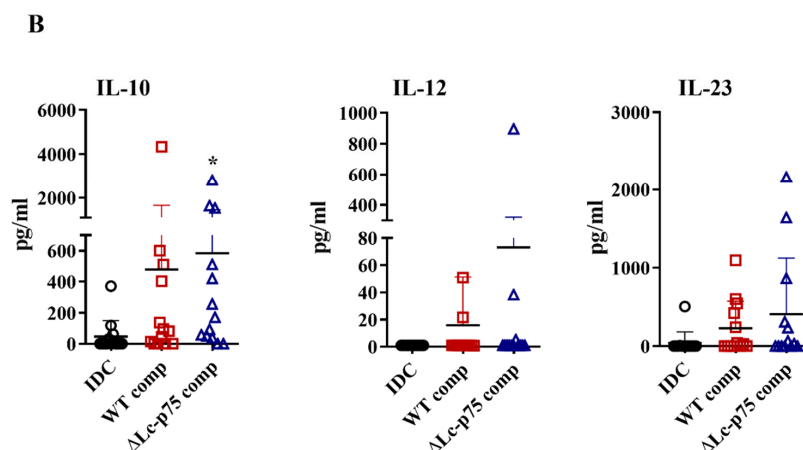 B
IL-10
pg/ml
6000
4000
2000
600
400
200
0
*
IDC
WT comp
ΔLc-p75 comp
IL-12
pg/ml
1000
800
600
400
80
60
40
20
0
IDC
WT comp
ΔLc-p75 comp
IL-23
pg/ml
3000
2000
1000
0
IDC
WT comp
ΔLc-p75 comp